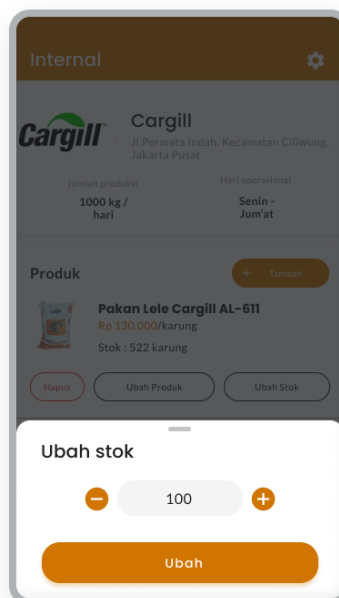 Internal
Cargill
Cargill
Jl.Permata Indah, Kecamatan Ciliwung,
Jakarta Pusat
Jumlah produksi
Hari operasional
1000 kg /
hari
Senin -
Jum'at
Produk
+ Tambah
Pakan Lele Cargill AL-611
Rp 130.000/karung
Stok : 522 karung
Hapus
Ubah Produk
Ubah Stok
Ubah stok
100
Ubah